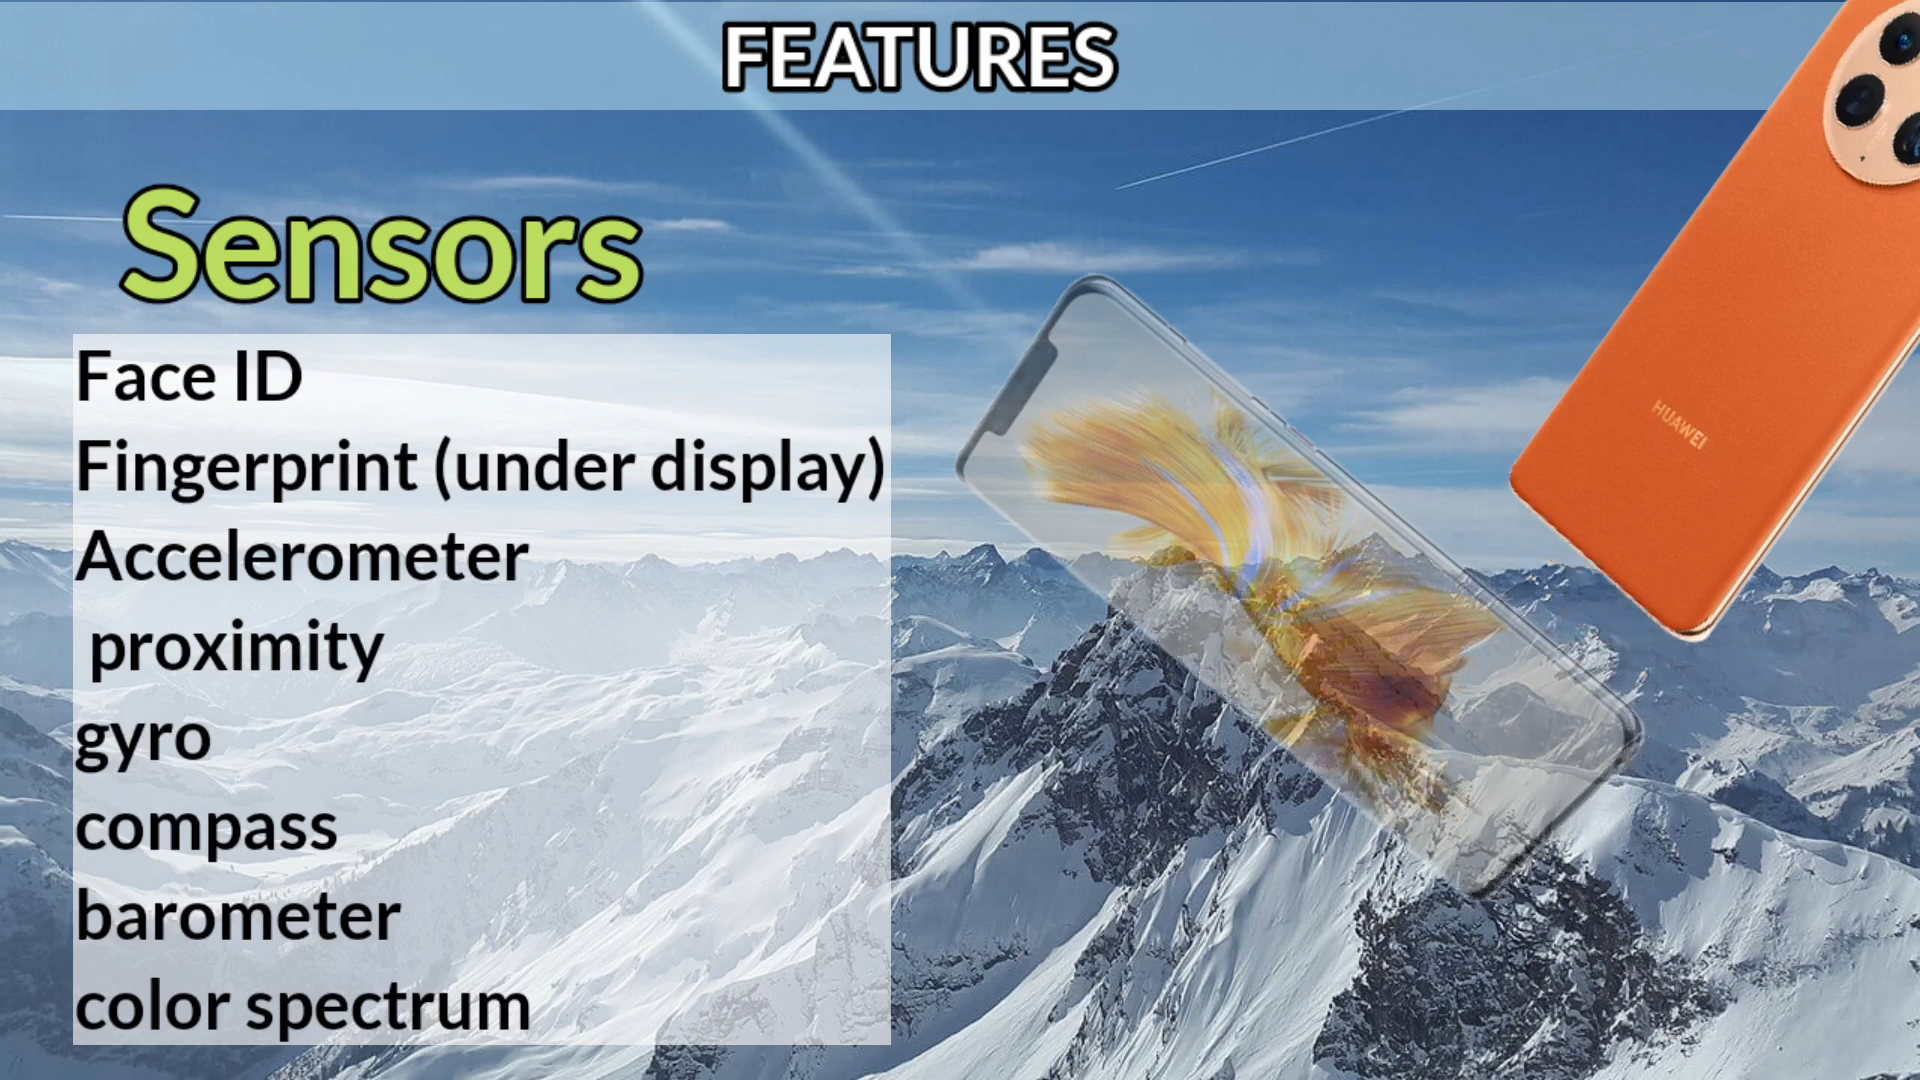 FEATURES
Sensors
Face ID
Fingerprint (under display)
Accelerometer
proximity
gyro
compass
barometer
color spectrum
HUAWEI